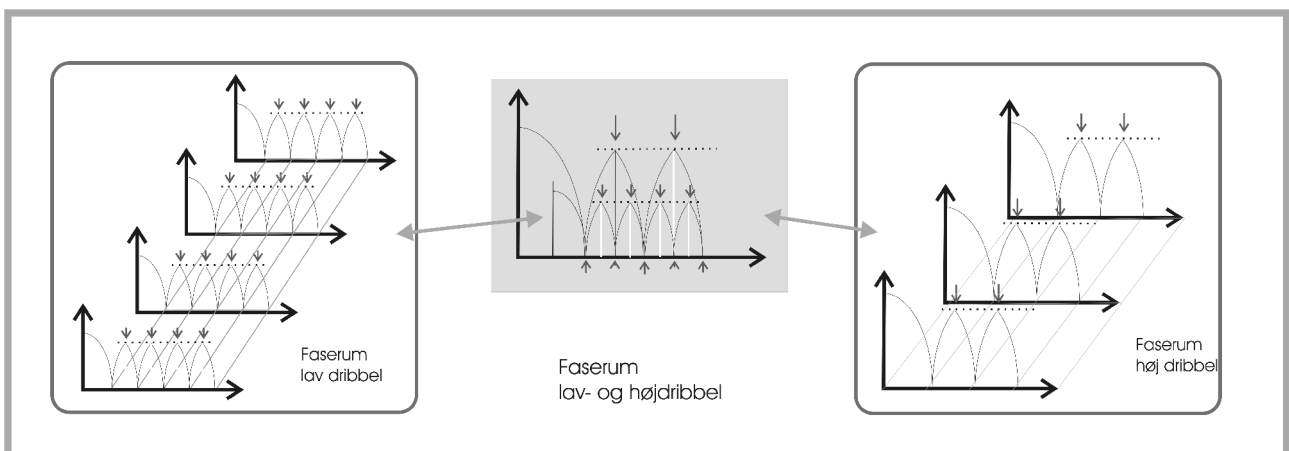 Faserum
lav dribbel
Faserum
lav- og højdribbel
Faserum
høj dribbel